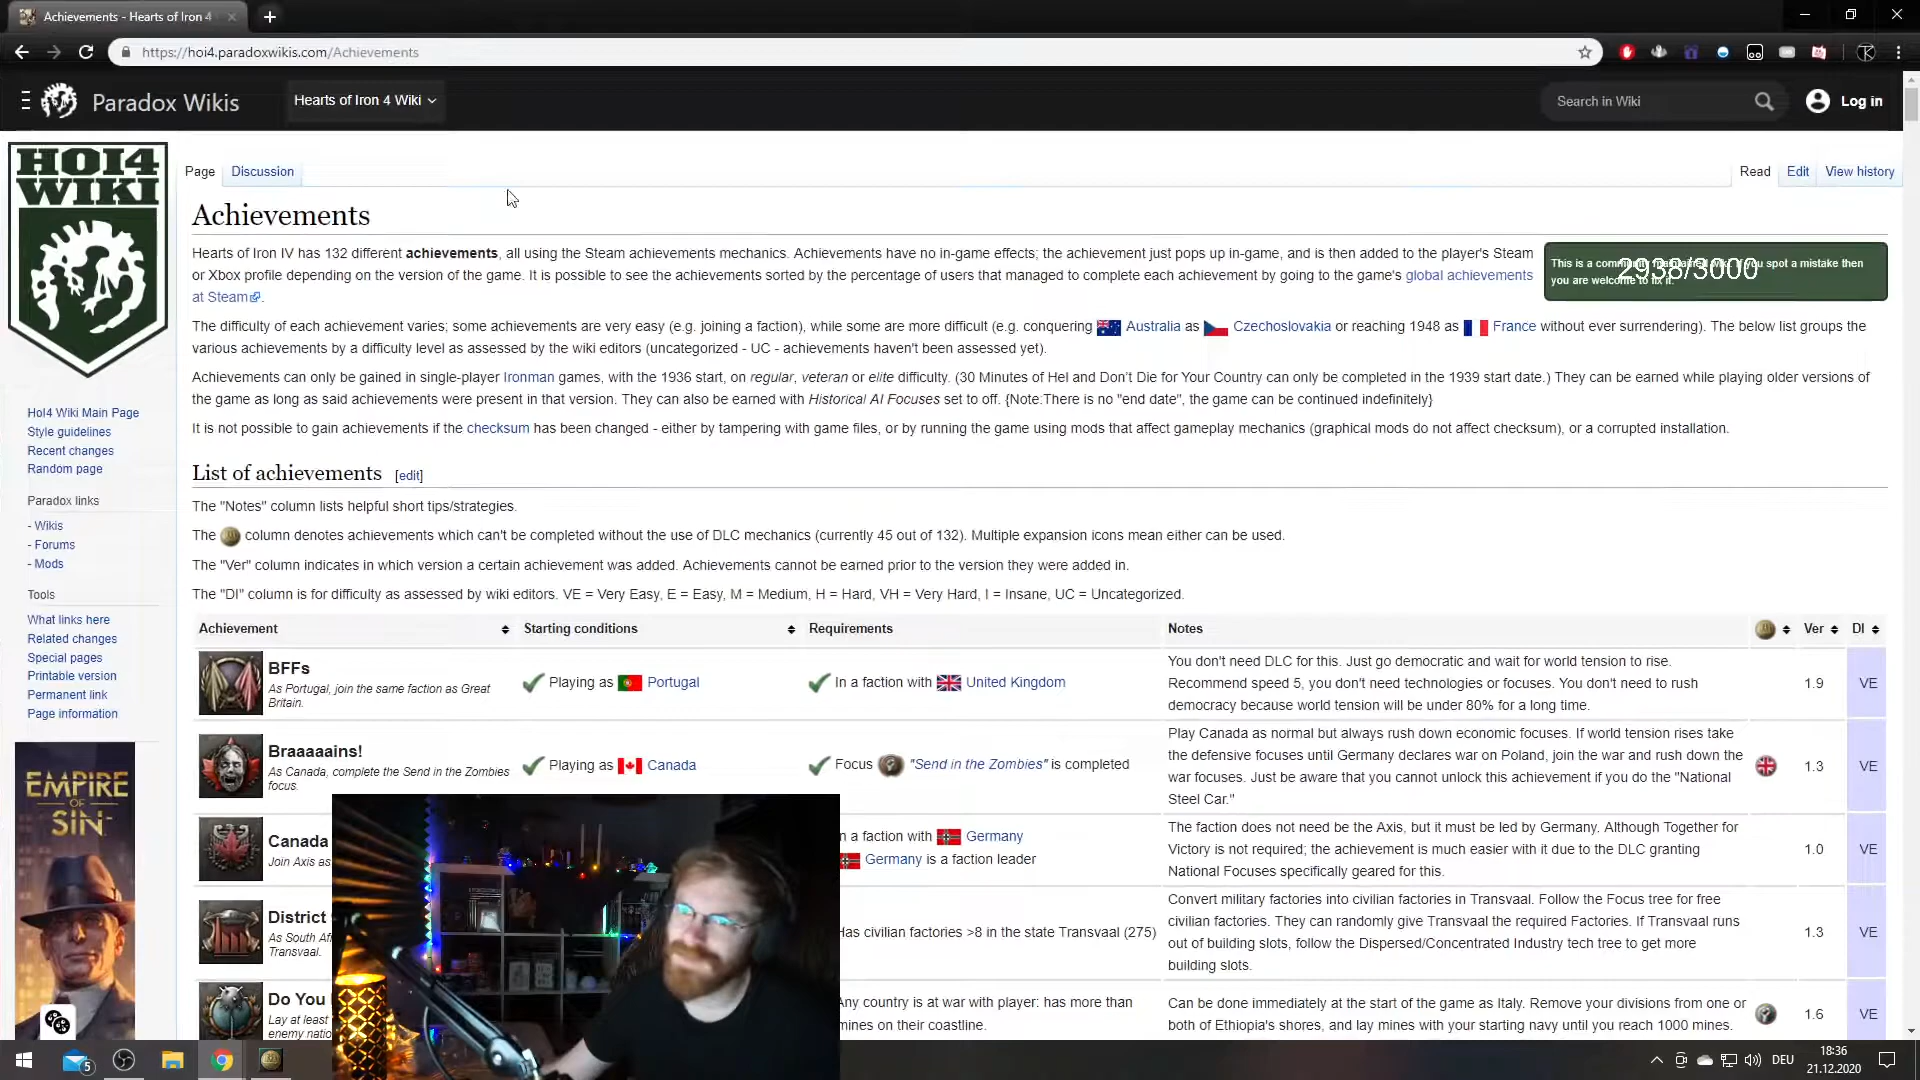 Achievements - Hearts of Iron 4
https://hoi4.paradoxwikis.com/Achievements
Paradox Wikis
Hearts of Iron 4 Wiki
Search in Wiki
Log in
HOI4
WIKI
Page
Discussion
Read
Edit
View history
Achievements
Hearts of Iron IV has 132 different achievements, all using the Steam achievements mechanics. Achievements have no in-game effects; the achievement just pops up in-game, and is then added to the player's Steam
or Xbox profile depending on the version of the game. It is possible to see the achievements sorted by the percentage of users that managed to complete each achievement by going to the game's global achievements
at Steam.
This is a community maintained wiki. If you spot a mistake then
you are welcome to fix it.
2938/3000
The difficulty of each achievement varies; some achievements are very easy (e.g. joining a faction), while some are more difficult (e.g. conquering Australia as Czechoslovakia or reaching 1948 as France without ever surrendering). The below list groups the
various achievements by a difficulty level as assessed by the wiki editors (uncategorized - UC - achievements haven't been assessed yet).
Achievements can only be gained in single-player Ironman games, with the 1936 start, on regular, veteran or elite difficulty. (30 Minutes of Hel and Don't Die for Your Country can only be completed in the 1939 start date.) They can be earned while playing older versions of
the game as long as said achievements were present in that version. They can also be earned with Historical AI Focuses set to off. {Note:There is no "end date", the game can be continued indefinitely}
It is not possible to gain achievements if the checksum has been changed - either by tampering with game files, or by running the game using mods that affect gameplay mechanics (graphical mods do not affect checksum), or a corrupted installation.
HoI4 Wiki Main Page
Style guidelines
Recent changes
Random page
Paradox links
- Wikis
- Forums
- Mods
Tools
What links here
Related changes
Special pages
Printable version
Permanent link
Page information
EMPIRE
OF
SIN
List of achievements [edit]
The "Notes" column lists helpful short tips/strategies.
The column denotes achievements which can't be completed without the use of DLC mechanics (currently 45 out of 132). Multiple expansion icons mean either can be used.
The "Ver" column indicates in which version a certain achievement was added. Achievements cannot be earned prior to the version they were added in.
The "DI" column is for difficulty as assessed by wiki editors. VE = Very Easy, E = Easy, M = Medium, H = Hard, VH = Very Hard, I = Insane, UC = Uncategorized.
Achievement Starting conditions Requirements Notes Ver DI
BFFs
As Portugal, join the same faction as Great
Britain.
Playing as Portugal
In a faction with United Kingdom
You don't need DLC for this. Just go democratic and wait for world tension to rise.
Recommend speed 5, you don't need technologies or focuses. You don't need to rush
democracy because world tension will be under 80% for a long time.
1.9
VE
Braaaaains!
As Canada, complete the Send in the Zombies
focus.
Playing as Canada
Focus "Send in the Zombies" is completed
Play Canada as normal but always rush down economic focuses. If world tension rises take
the defensive focuses until Germany declares war on Poland, join the war and rush down the
war focuses. Just be aware that you cannot unlock this achievement if you do the "National
Steel Car."
1.3
VE
Canada
Join Axis as
n a faction with Germany
Germany is a faction leader
The faction does not need be the Axis, but it must be led by Germany. Although Together for
Victory is not required; the achievement is much easier with it due to the DLC granting
National Focuses specifically geared for this.
1.0
VE
District
As South Af
Transvaal.
Has civilian factories >8 in the state Transvaal (275)
Convert military factories into civilian factories in Transvaal. Follow the Focus tree for free
civilian factories. They can randomly give Transvaal the required Factories. If Transvaal runs
out of building slots, follow the Dispersed/Concentrated Industry tech tree to get more
building slots.
1.3
VE
Do You
Lay at least
enemy natio
Any country is at war with player: has more than
mines on their coastline.
Can be done immediately at the start of the game as Italy. Remove your divisions from one or
both of Ethiopia's shores, and lay mines with your starting navy until you reach 1000 mines.
1.6
VE
5
DEU
18:36
21.12.2020